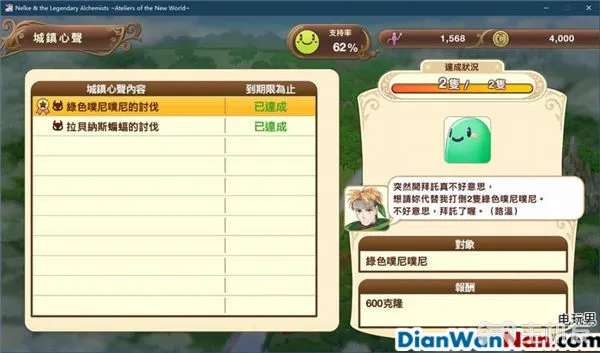 Nelke & the Legendary Alchemists ~Ateliers of the New World~
城鎮心聲
支持率
62%
1,568
4,000
城鎮心聲內容
到期限為止
綠色噗尼噗尼的討伐
已達成
拉貝納斯蝙蝠的討伐
已達成
達成狀況
2隻 / 2隻
突然間拜託真不好意思，
想請妳代替我打倒2隻綠色噗尼噗尼。
不好意思，拜託了喔。（路溫）
對象
綠色噗尼噗尼
報酬
600克隆
电玩男
DianWanNan.com